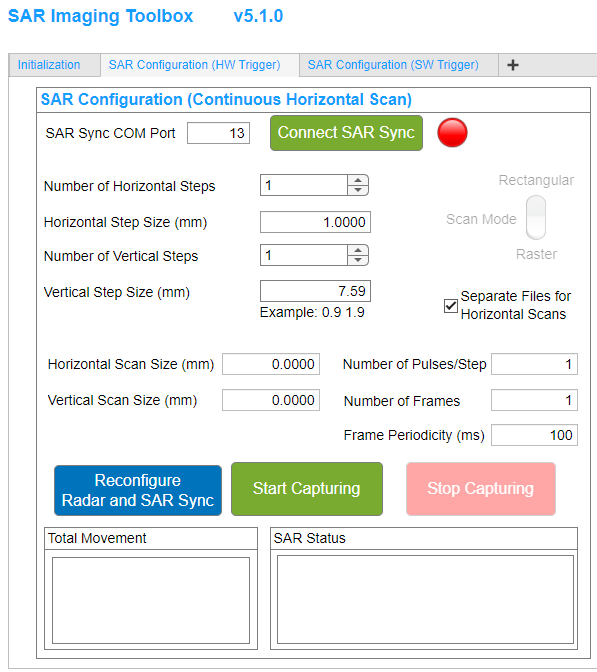 SAR Imaging Toolbox v5.1.0
Initialization
SAR Configuration (HW Trigger)
SAR Configuration (SW Trigger)
+
SAR Configuration (Continuous Horizontal Scan)
SAR Sync COM Port 13
Connect SAR Sync
Number of Horizontal Steps 1
Rectangular
Horizontal Step Size (mm) 1.0000
Scan Mode
Number of Vertical Steps 1
Raster
Vertical Step Size (mm) 7.59
Example: 0.9 1.9
Separate Files for
Horizontal Scans
Horizontal Scan Size (mm) 0.0000
Number of Pulses/Step 1
Vertical Scan Size (mm) 0.0000
Number of Frames 1
Frame Periodicity (ms) 100
Reconfigure
Radar and SAR Sync
Start Capturing
Stop Capturing
Total Movement
SAR Status